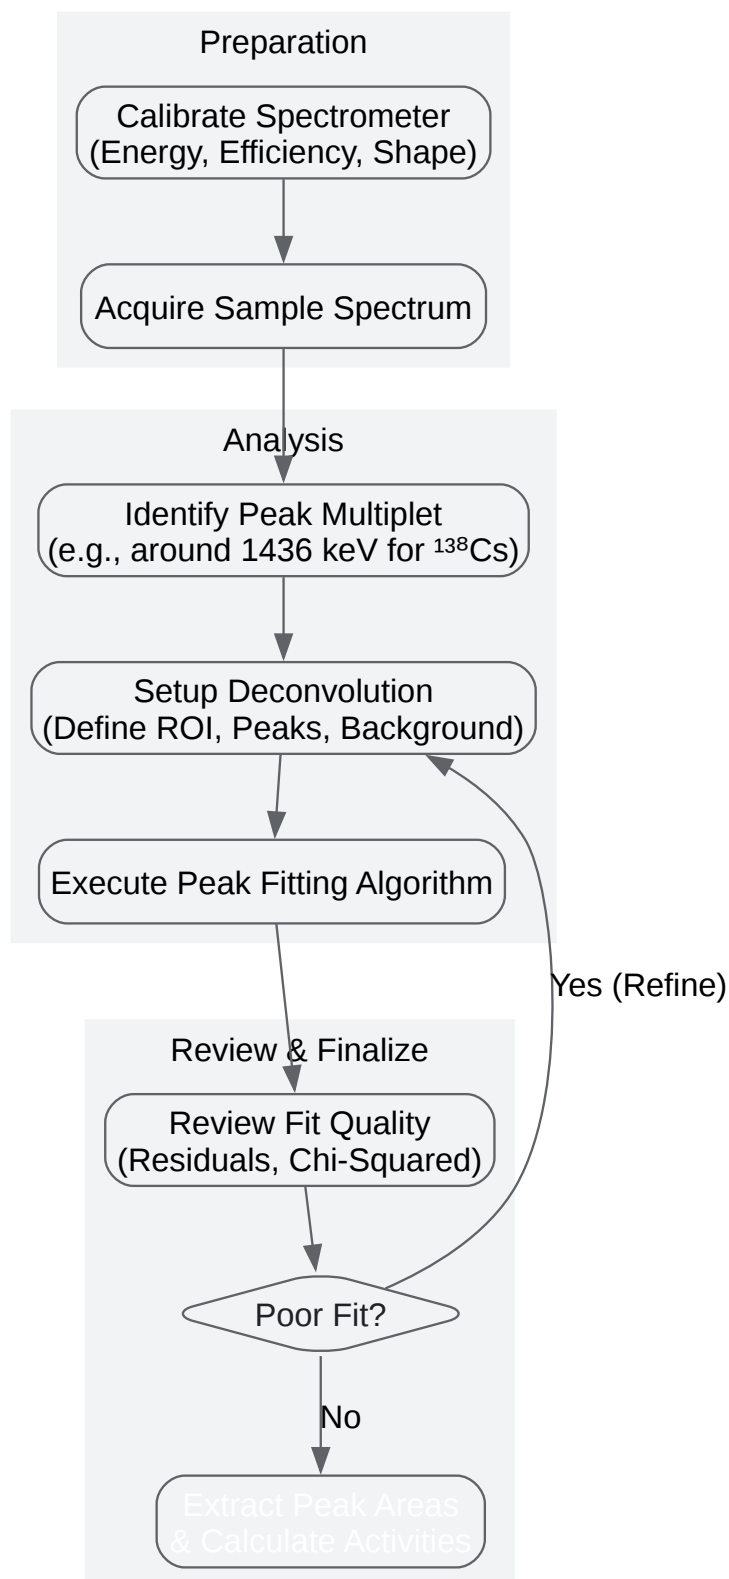 Preparation
Calibrate Spectrometer
(Energy, Efficiency, Shape)
Acquire Sample Spectrum
Analysis
Identify Peak Multiplet
(e.g., around 1436 keV for ¹³⁸Cs)
Setup Deconvolution
(Define ROI, Peaks, Background)
Execute Peak Fitting Algorithm
Yes (Refine)
Review & Finalize
Review Fit Quality
(Residuals, Chi-Squared)
Poor Fit?
No
Extract Peak Areas
& Calculate Activities